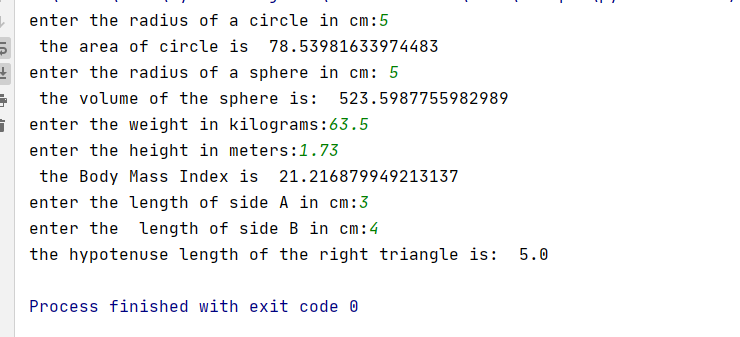 enter the radius of a circle in cm:5
the area of circle is  78.53981633974483
enter the radius of a sphere in cm: 5
the volume of the sphere is:  523.5987755982989
enter the weight in kilograms:63.5
enter the height in meters:1.73
the Body Mass Index is  21.216879949213137
enter the length of side A in cm:3
enter the  length of side B in cm:4
the hypotenuse length of the right triangle is:  5.0
Process finished with exit code 0